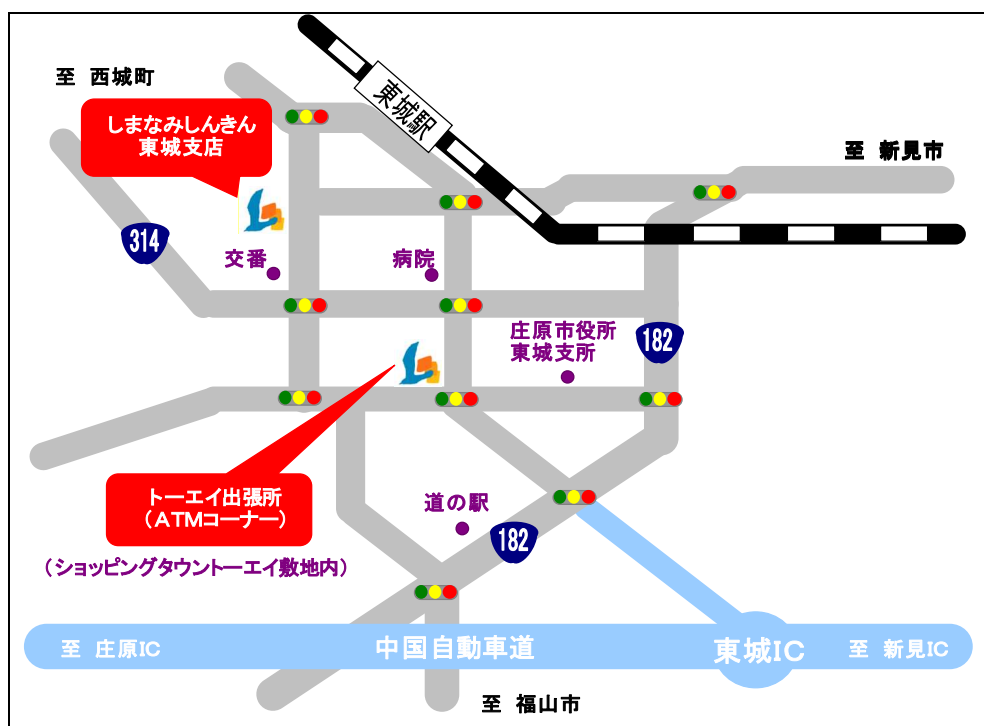 至 西城町
東城駅
しまなみしんきん
東城支店
至 新見市
314
交番
病院
庄原市役所
東城支所
182
トーエイ出張所
(ATMコーナー)
道の駅
182
(ショッピングタウントーエイ敷地内)
至 庄原IC
中国自動車道
東城IC
至 新見IC
至 福山市